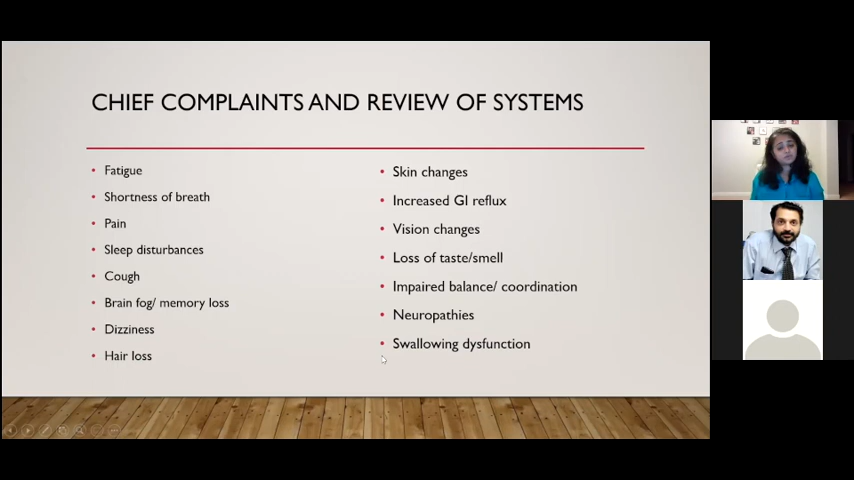 CHIEF COMPLAINTS AND REVIEW OF SYSTEMS
• Fatigue
• Shortness of breath
• Pain
• Sleep disturbances
• Cough
• Brain fog/ memory loss
• Dizziness
• Hair loss
• Skin changes
• Increased GI reflux
• Vision changes
• Loss of taste/smell
• Impaired balance/ coordination
• Neuropathies
• Swallowing dysfunction